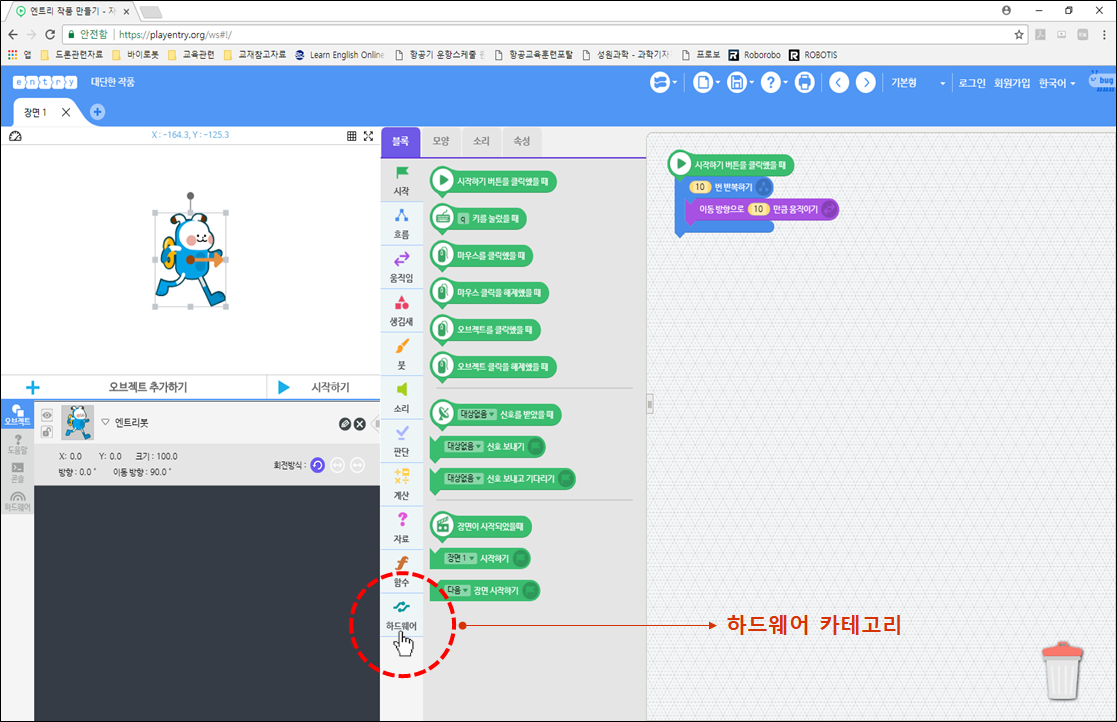 엔트리 작품 만들기 - 자
안전함 https://playentry.org/ws#!/
앱 드론관련자료 바이로봇 교육관련 교재참고자료 Learn English Online 항공기 운항스케줄 항공교육훈련포탈 성원과학 - 과학기자 프로보 Roborobo ROBOTIS
entry 대단한 작품 기본형 로그인 회원가입 한국어 bug
장면 1
X : -164.3, Y : -125.3
블록 모양 소리 속성
시작
흐름
움직임
생김새
붓
소리
판단
계산
자료
함수
하드웨어
시작하기 버튼을 클릭했을 때
q 키를 눌렀을 때
마우스를 클릭했을 때
마우스 클릭을 해제했을 때
오브젝트를 클릭했을 때
오브젝트 클릭을 해제했을 때
대상없음 신호를 받았을 때
대상없음 신호 보내기
대상없음 신호 보내고 기다리기
장면이 시작되었을때
장면 1 시작하기
다음 장면 시작하기
시작하기 버튼을 클릭했을 때
10 번 반복하기
이동 방향으로 10 만큼 움직이기
오브젝트 추가하기 시작하기
오브젝트
도움말
콘솔
하드웨어
엔트리봇
X: 0.0 Y: 0.0 크기 : 100.0
방향 : 0.0 ˚ 이동 방향 : 90.0 ˚
회전방식 :
하드웨어 카테고리